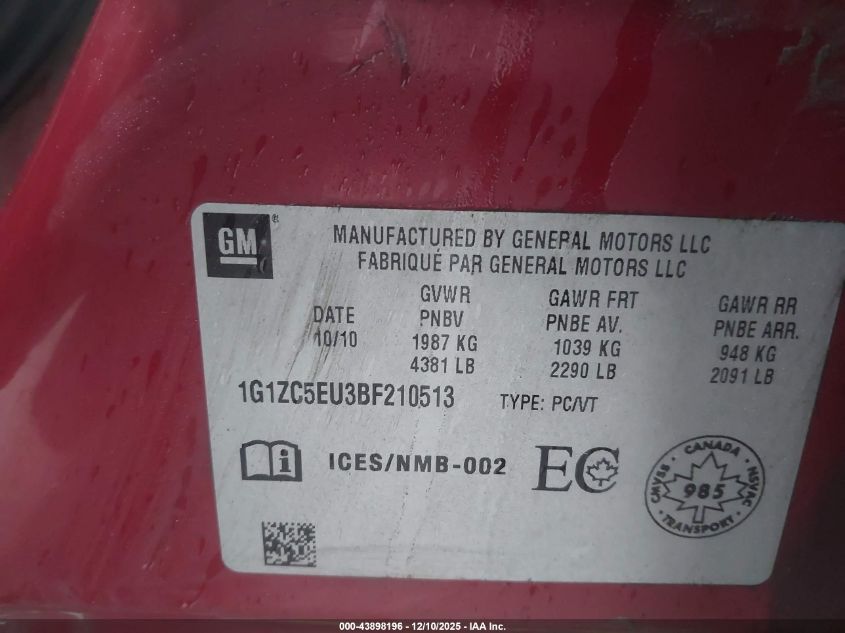 GM ®
MANUFACTURED BY GENERAL MOTORS LLC
FABRIQUÉ PAR GENERAL MOTORS LLC
DATE
10/10
GVWR
PNBV
1987 KG
4381 LB
GAWR FRT
PNBE AV.
1039 KG
2290 LB
GAWR RR
PNBE ARR.
948 KG
2091 LB
1G1ZC5EU3BF210513 TYPE: PC/VT
i ICES/NMB-002 EC
CANADA
CMVSS 985 NSVAC
TRANSPORT
000-43898196 - 12/10/2025 - IAA Inc.